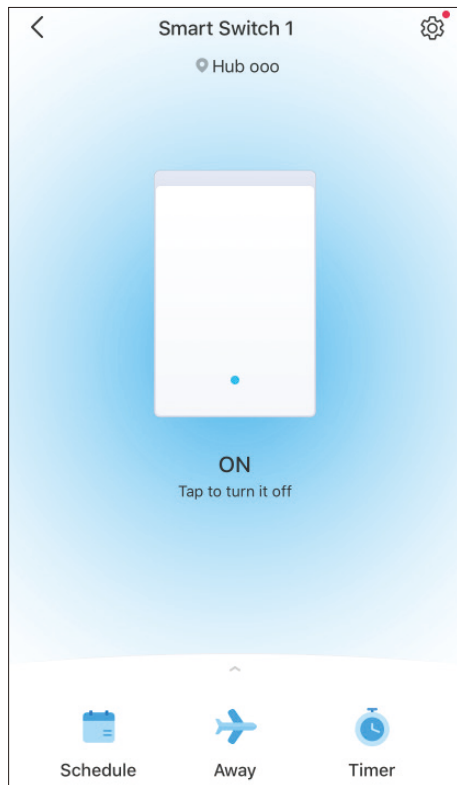 Smart Switch 1
Hub ooo
ON
Tap to turn it off
Schedule
Away
Timer